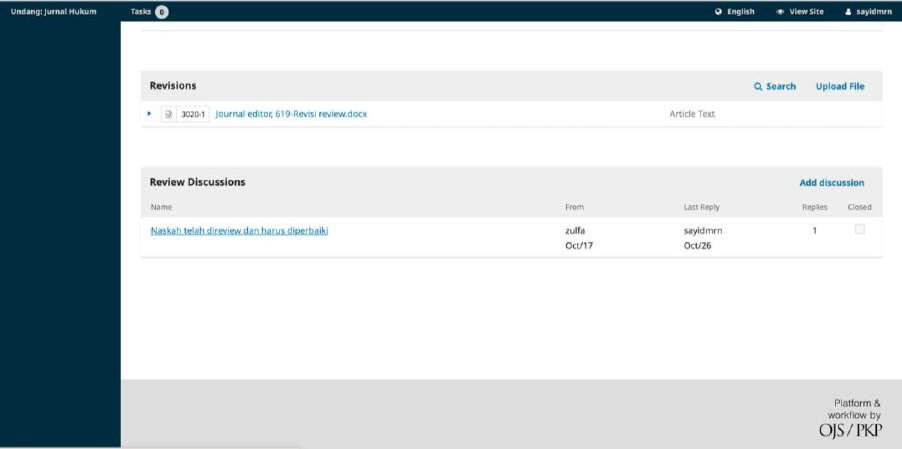 Undang: Jurnal Hukum Tasks 0 English View Site sayidmrn
Revisions Search Upload File
3020-1 Journal editor, 619-Revisi review.docx Article Text
Review Discussions Add discussion
Name From Last Reply Replies Closed
Naskah telah direview dan harus diperbaiki zulfa sayidmrn 1
Oct/17 Oct/26
Platform &
workflow by
OJS / PKP